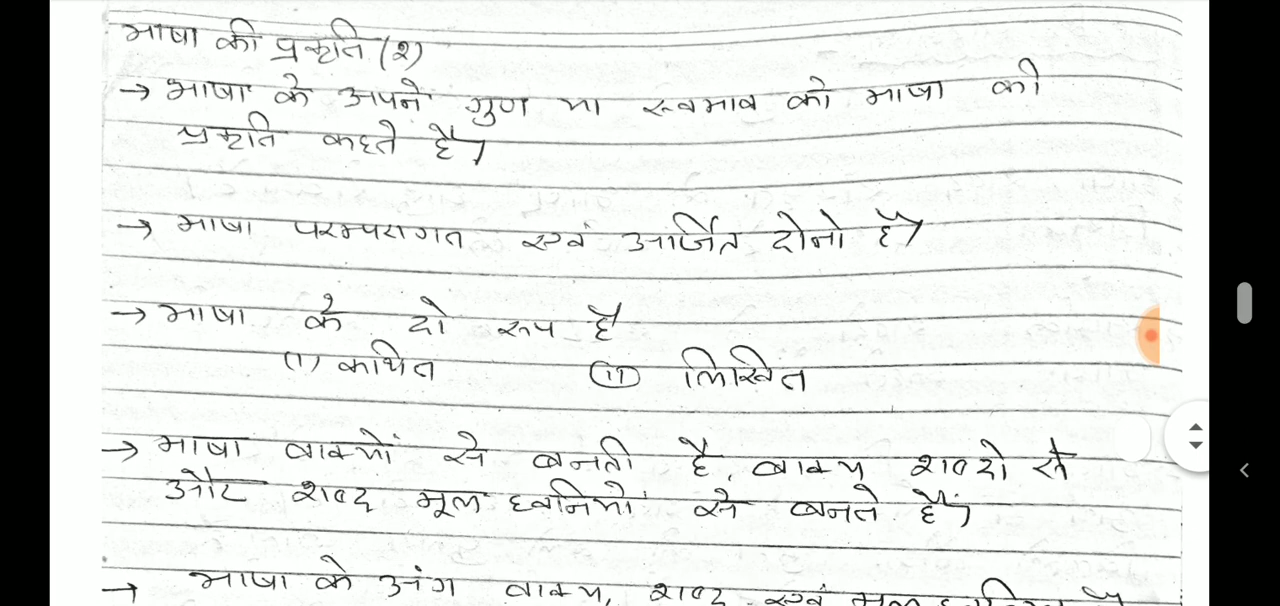 भाषा की प्रकृति (२)
→ भाषा के अपने गुण या स्वभाव को भाषा की
प्रकृति कहते है।
→ भाषा परम्परागत एवं अर्जित दोनो है।
→ भाषा के दो रूप है
(i) कथित (ii) लिखित
→ भाषा वाक्यों से बनती है, वाक्य शब्दो से
और शब्द मूल ध्वनियों से बनते हैं।
→ भाषा के अंग वाक्य, शब्द एवं मूल